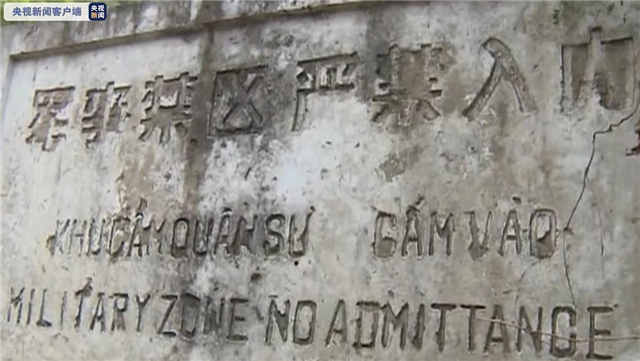 央视新闻客户端 央视新闻
军事禁区严禁入内
KHU CẤM QUÂN SỰ CẤM VÀO
MILITARY ZONE NO ADMITTANCE